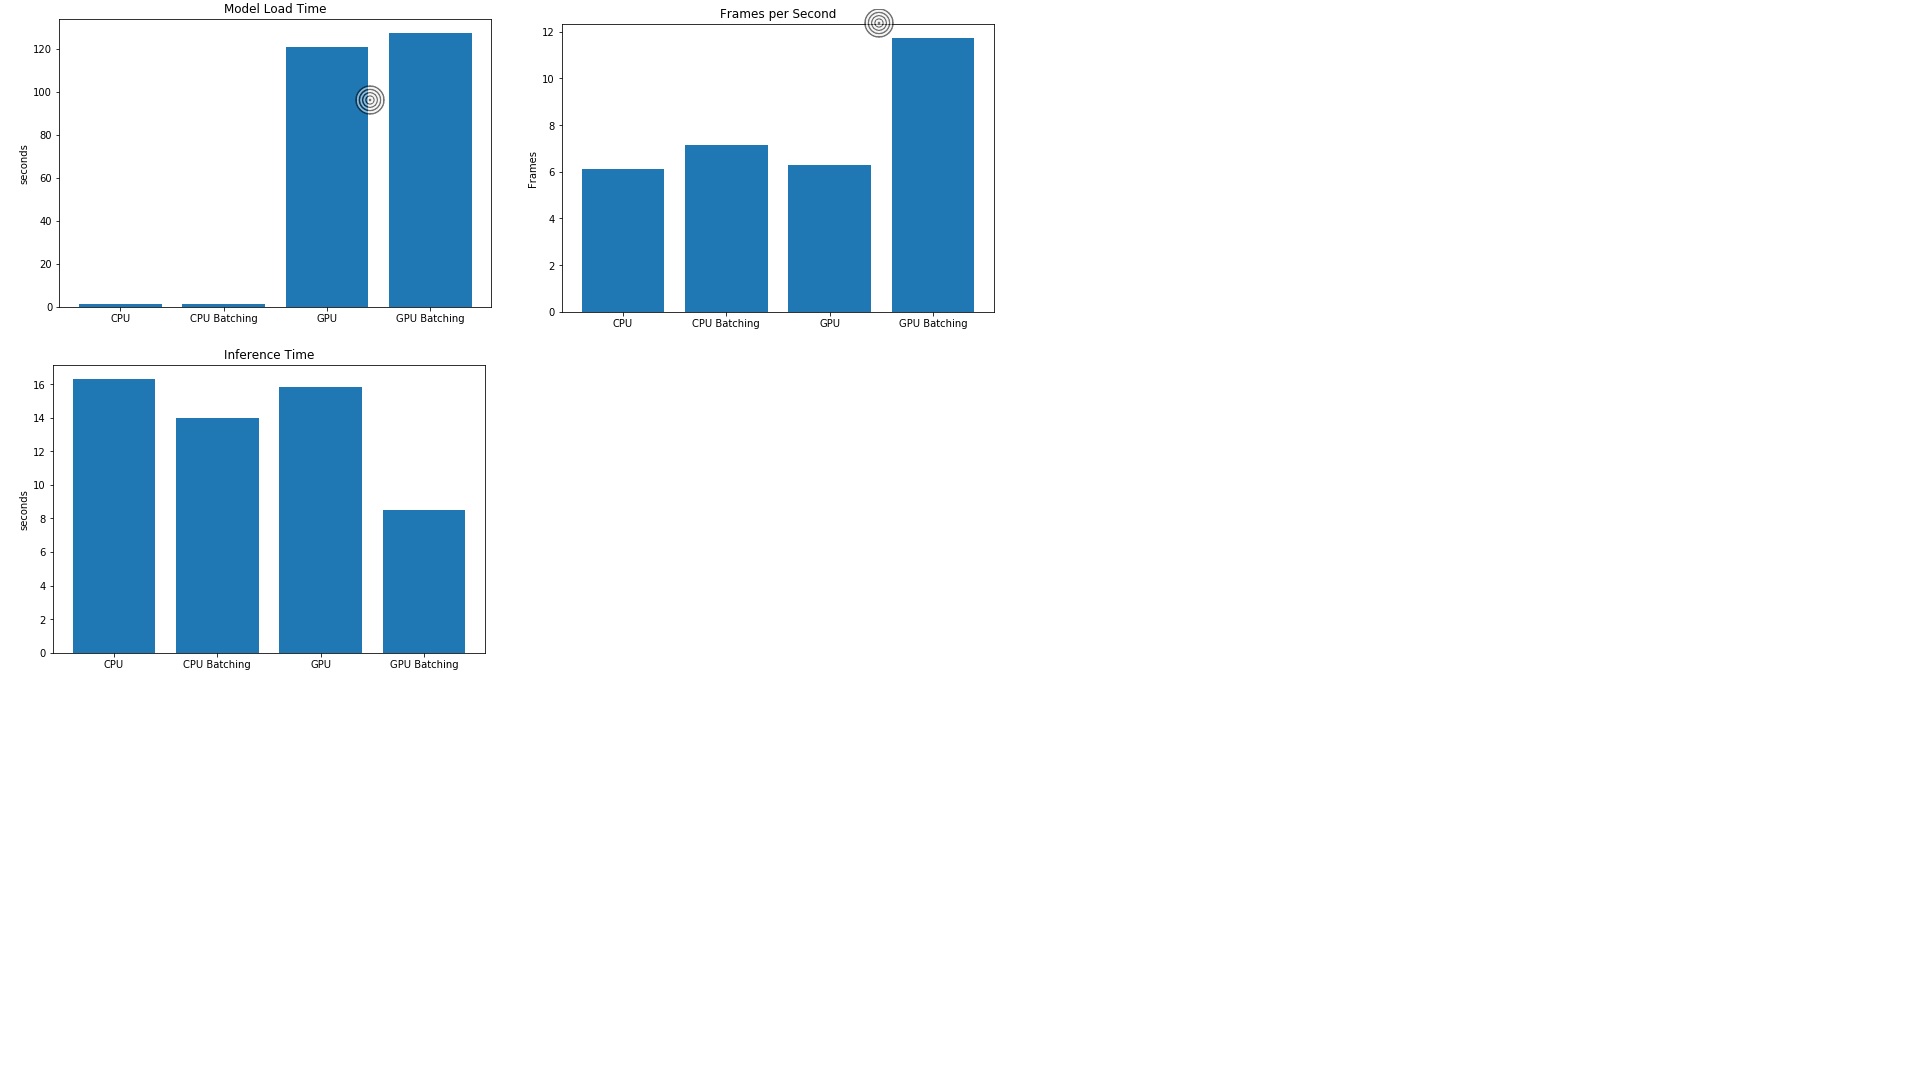 Model Load Time
120
100
80
60
40
20
0
seconds
CPU CPU Batching GPU GPU Batching
Frames per Second
12
10
8
6
4
2
0
Frames
CPU CPU Batching GPU GPU Batching
Inference Time
16
14
12
10
8
6
4
2
0
seconds
CPU CPU Batching GPU GPU Batching